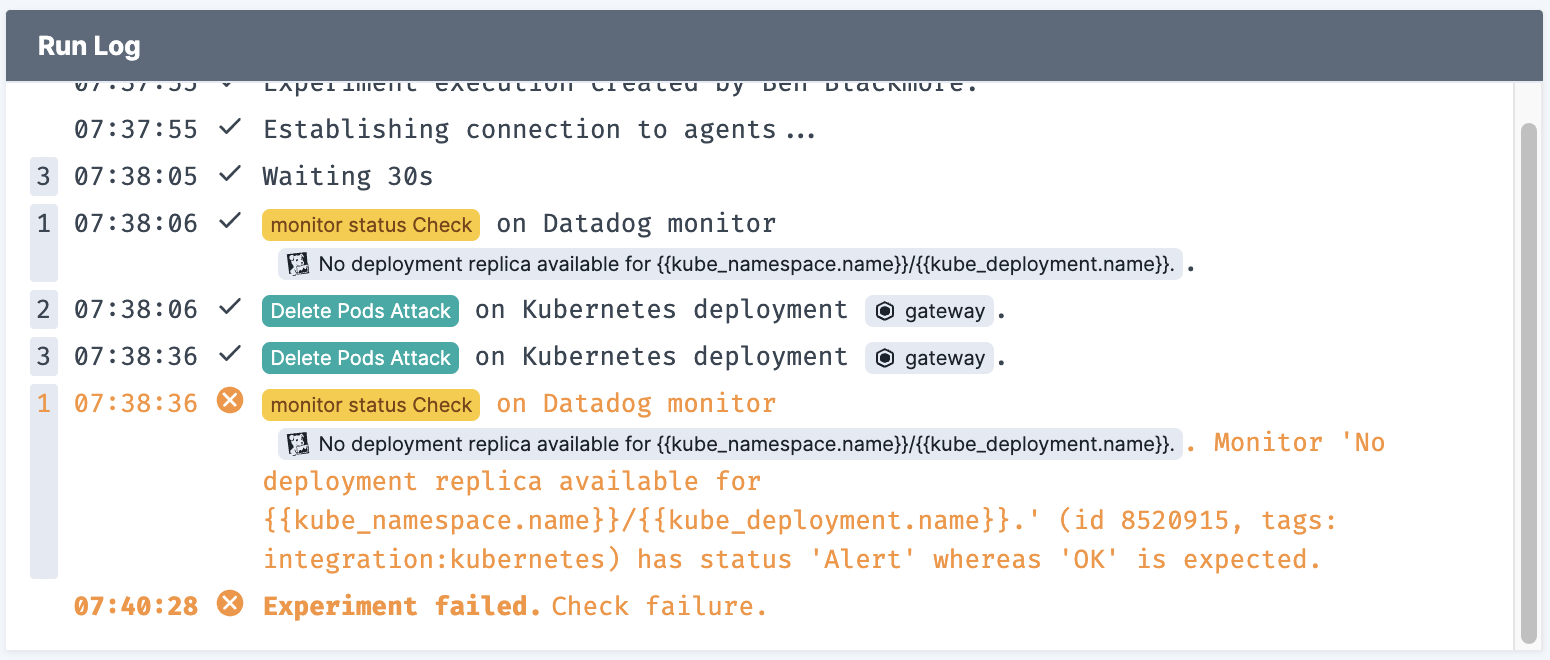 Run Log
07:37:55 Experiment execution created by Ben Blackmore.
07:37:55 Establishing connection to agents...
3 07:38:05 Waiting 30s
1 07:38:06 monitor status Check on Datadog monitor
No deployment replica available for {{kube_namespace.name}}/{{kube_deployment.name}}. .
2 07:38:06 Delete Pods Attack on Kubernetes deployment gateway .
3 07:38:36 Delete Pods Attack on Kubernetes deployment gateway .
1 07:38:36 monitor status Check on Datadog monitor
No deployment replica available for {{kube_namespace.name}}/{{kube_deployment.name}}. . Monitor 'No
deployment replica available for
{{kube_namespace.name}}/{{kube_deployment.name}}.' (id 8520915, tags:
integration:kubernetes) has status 'Alert' whereas 'OK' is expected.
07:40:28 Experiment failed. Check failure.